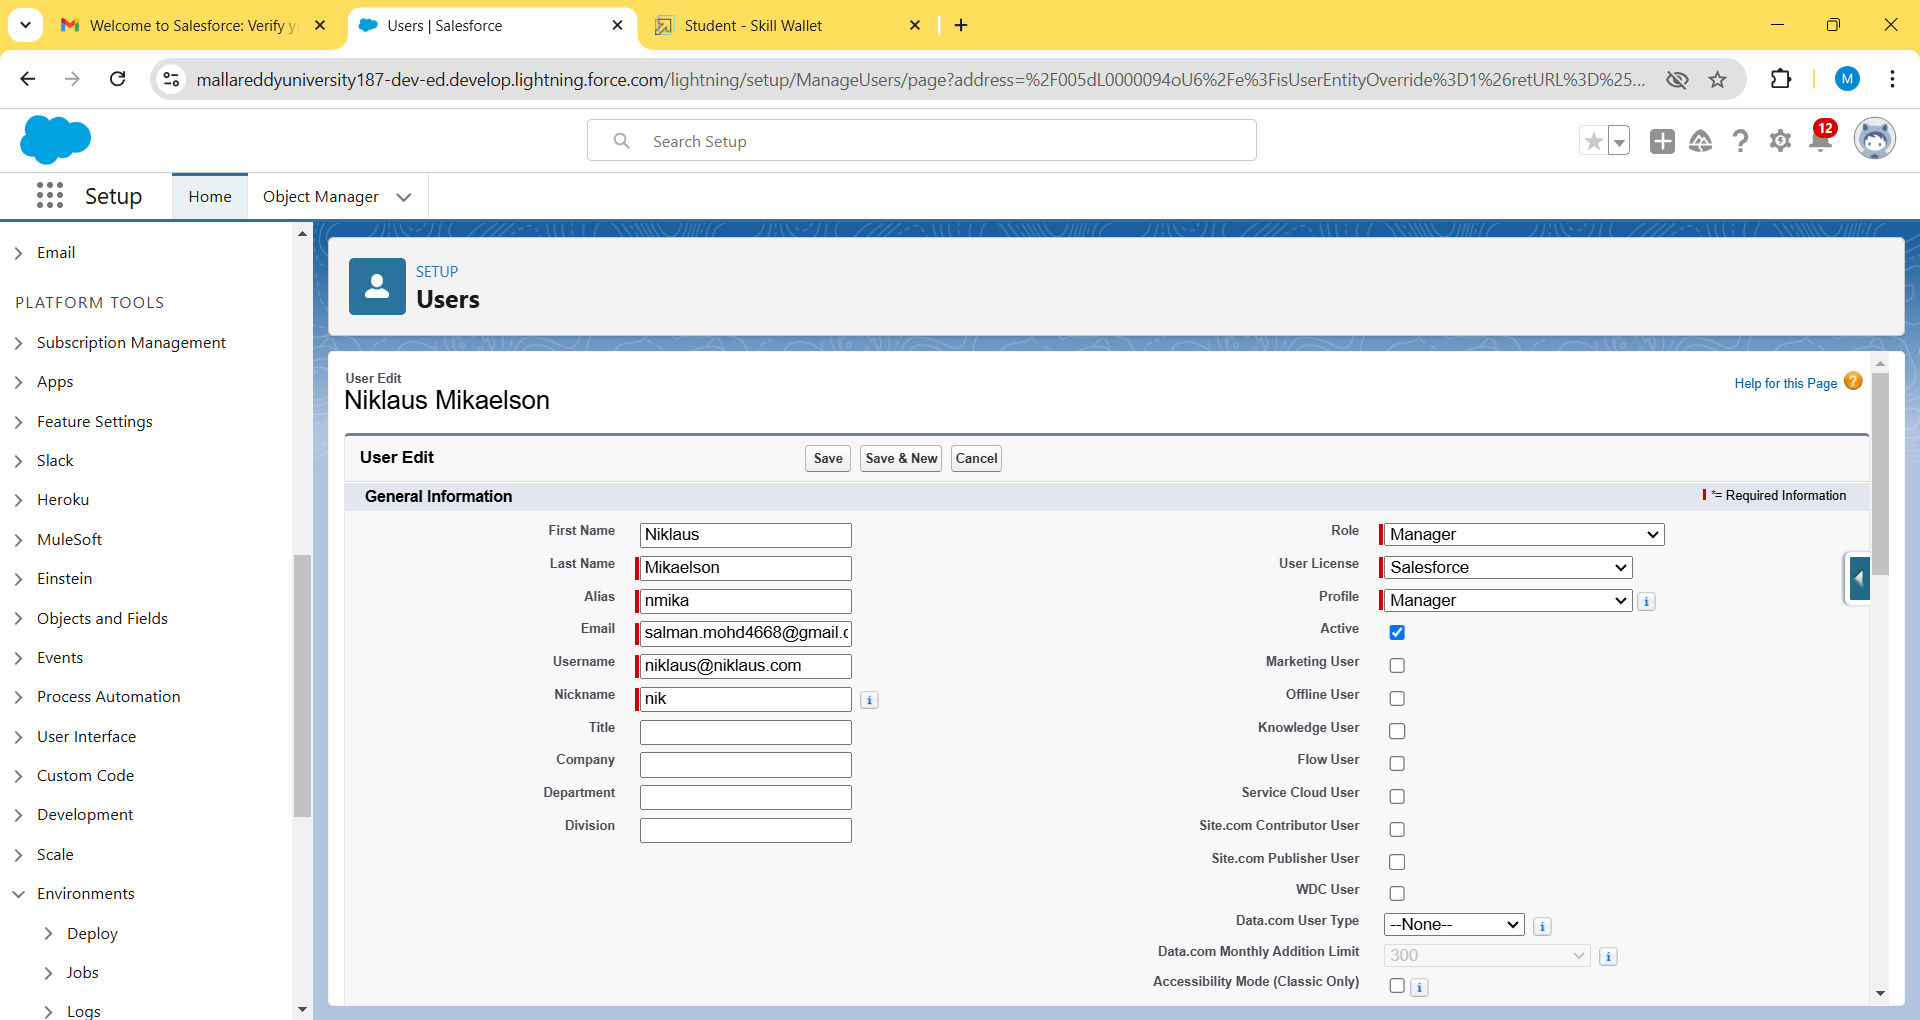 Welcome to Salesforce: Verify y
Users | Salesforce
Student - Skill Wallet
mallareddyuniversity187-dev-ed.develop.lightning.force.com/lightning/setup/ManageUsers/page?address=%2F005dL0000094oU6%2Fe%3FisUserEntityOverride%3D1%26retURL%3D%25...
M
Search Setup
12
Setup
Home
Object Manager
Email
PLATFORM TOOLS
Subscription Management
Apps
Feature Settings
Slack
Heroku
MuleSoft
Einstein
Objects and Fields
Events
Process Automation
User Interface
Custom Code
Development
Scale
Environments
Deploy
Jobs
Logs
SETUP
Users
User Edit
Niklaus Mikaelson
Help for this Page ?
User Edit
Save
Save & New
Cancel
General Information
*= Required Information
First Name Niklaus
Last Name Mikaelson
Alias nmika
Email salman.mohd4668@gmail.c
Username niklaus@niklaus.com
Nickname nik i
Title
Company
Department
Division
Role Manager
User License Salesforce
Profile Manager i
Active
Marketing User
Offline User
Knowledge User
Flow User
Service Cloud User
Site.com Contributor User
Site.com Publisher User
WDC User
Data.com User Type --None-- i
Data.com Monthly Addition Limit 300 i
Accessibility Mode (Classic Only) i